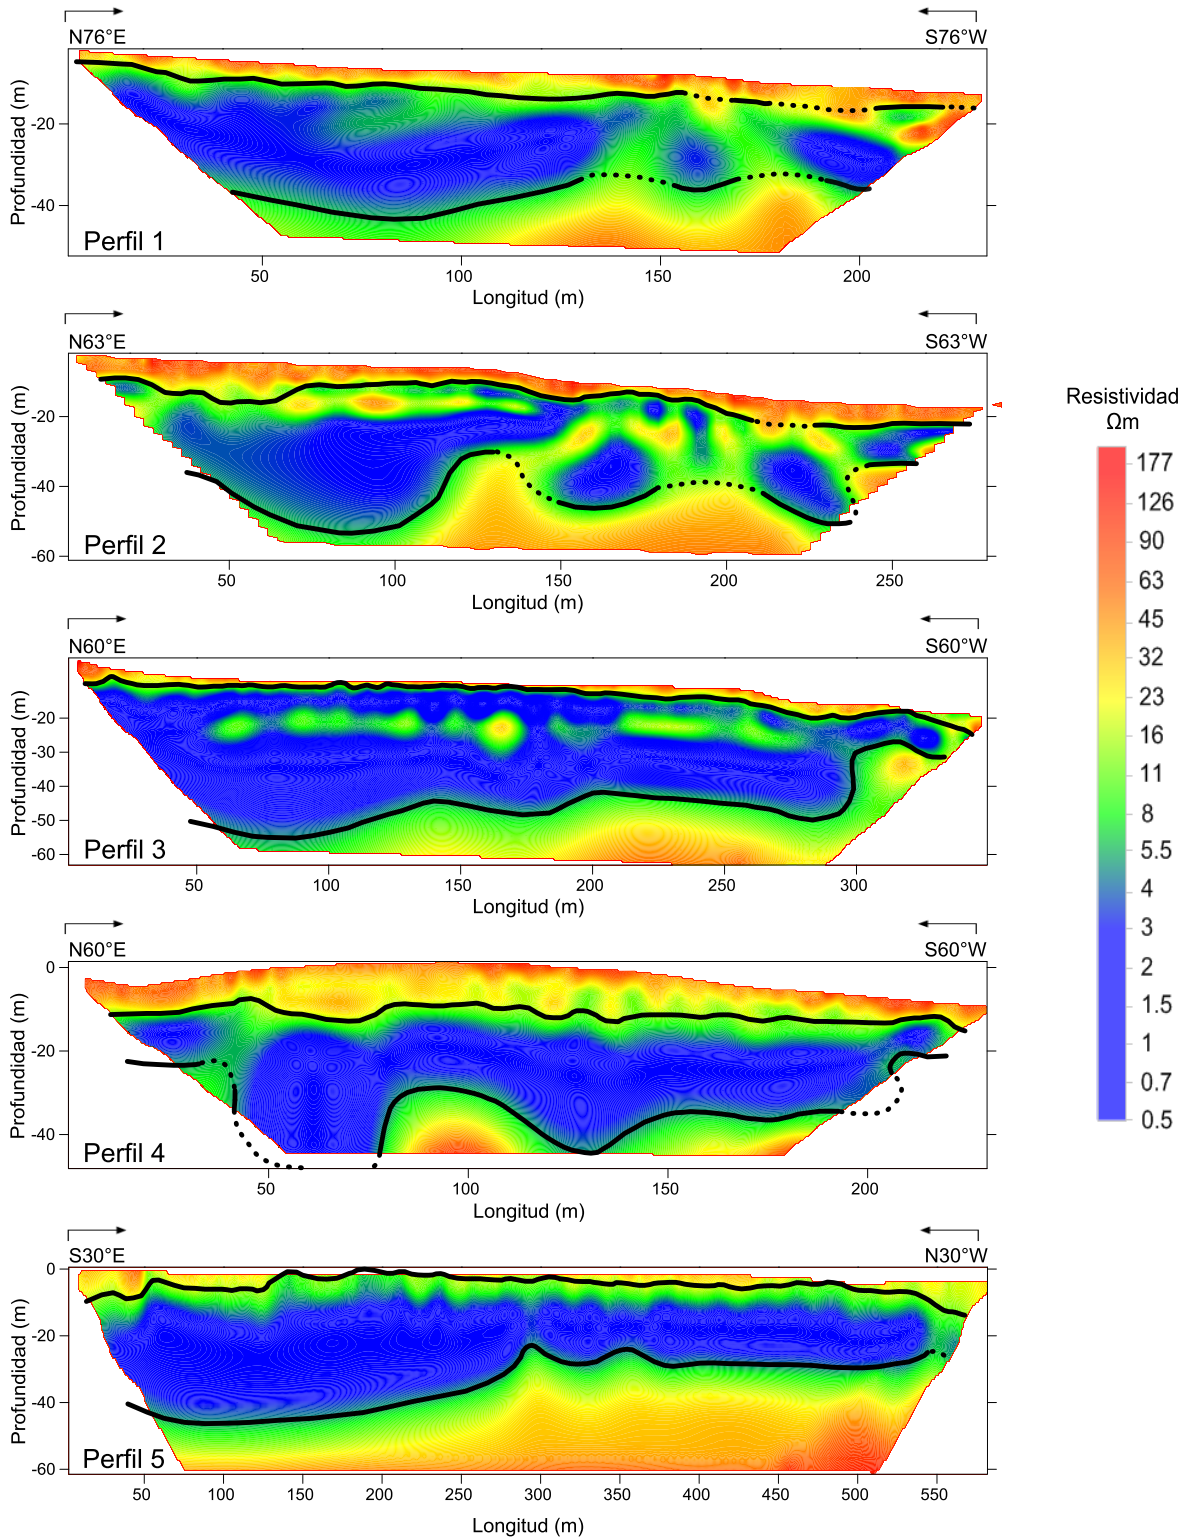 N76°E S76°W
Profundidad (m)
-20
-40
Perfil 1
50 100 150 200
Longitud (m)
N63°E S63°W
Profundidad (m)
-20
-40
-60
Perfil 2
50 100 150 200 250
Longitud (m)
N60°E S60°W
Profundidad (m)
-20
-30
-40
-50
-60
Perfil 3
50 100 150 200 250 300
Longitud (m)
N60°E S60°W
Profundidad (m)
0
-20
-40
Perfil 4
50 100 150 200
Longitud (m)
S30°E N30°W
Profundidad (m)
0
-20
-40
-60
Perfil 5
50 100 150 200 250 300 350 400 450 500 550
Longitud (m)
Resistividad
Ωm
177
126
90
63
45
32
23
16
11
8
5.5
4
3
2
1.5
1
0.7
0.5